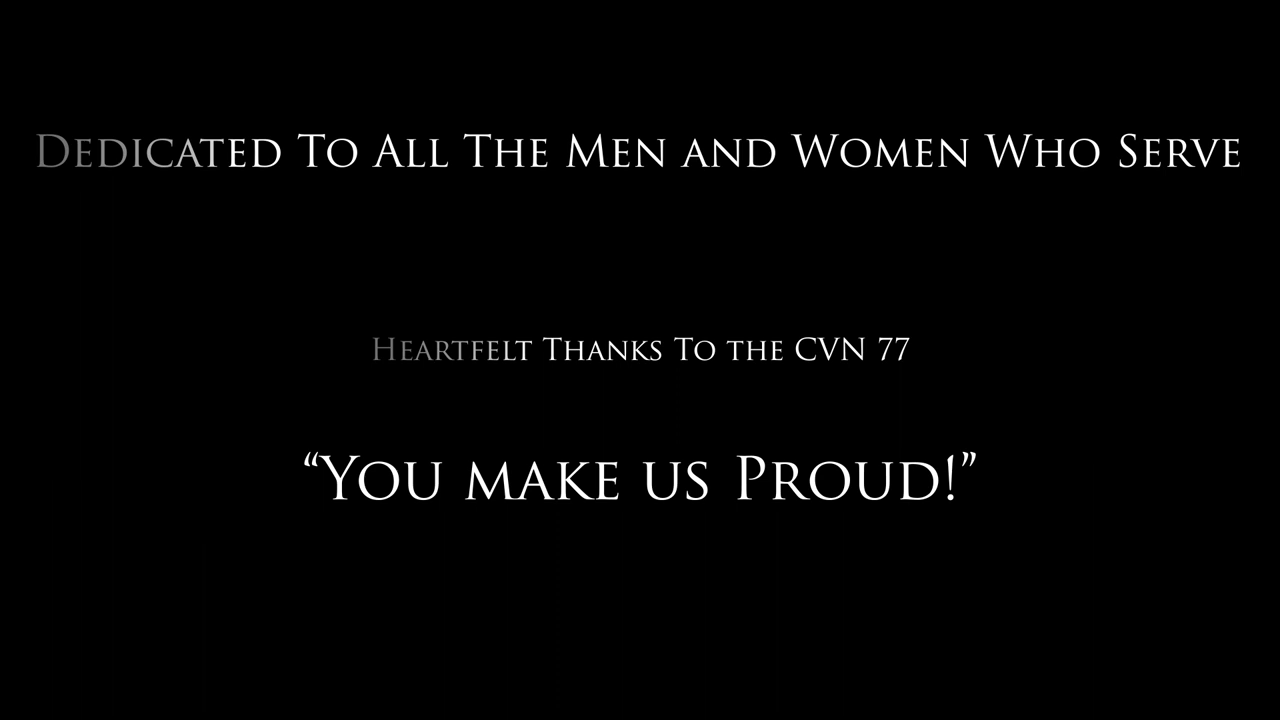 Dedicated To All The Men and Women Who Serve
Heartfelt Thanks To the CVN 77
“You make us Proud!”